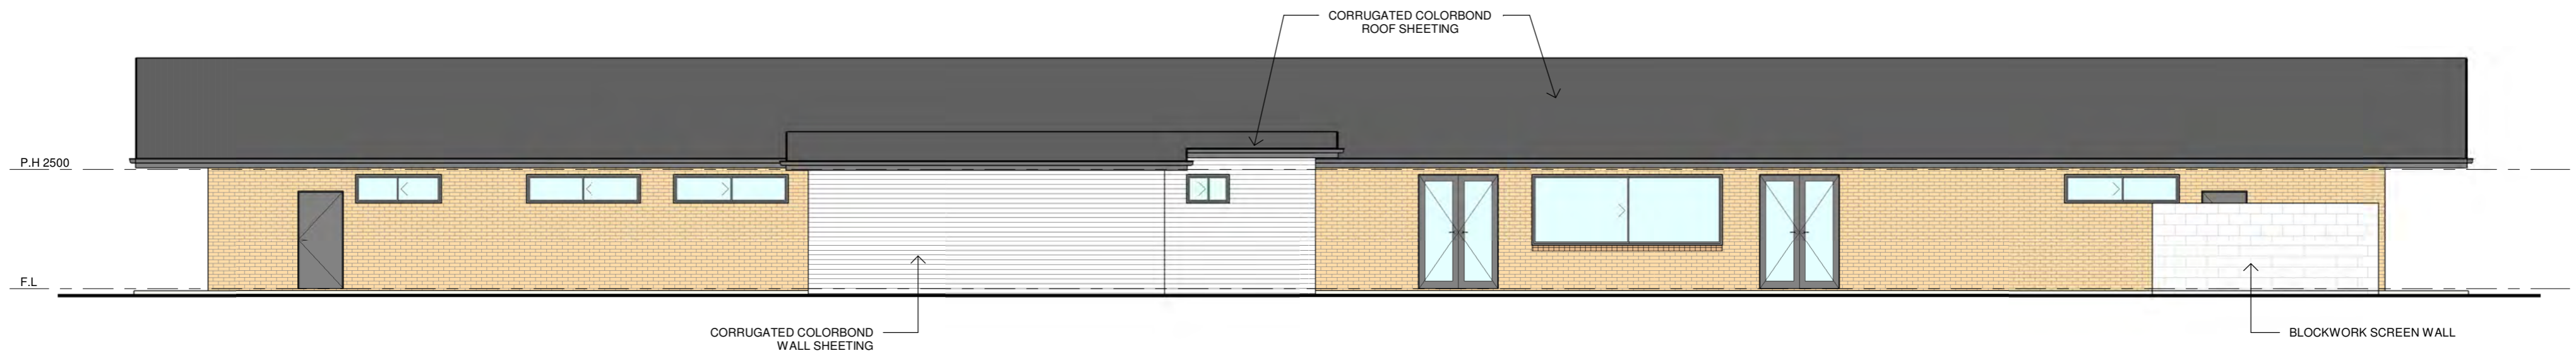 CORRUGATED COLORBOND
ROOF SHEETING
P.H 2500
F.L
CORRUGATED COLORBOND
WALL SHEETING
BLOCKWORK SCREEN WALL